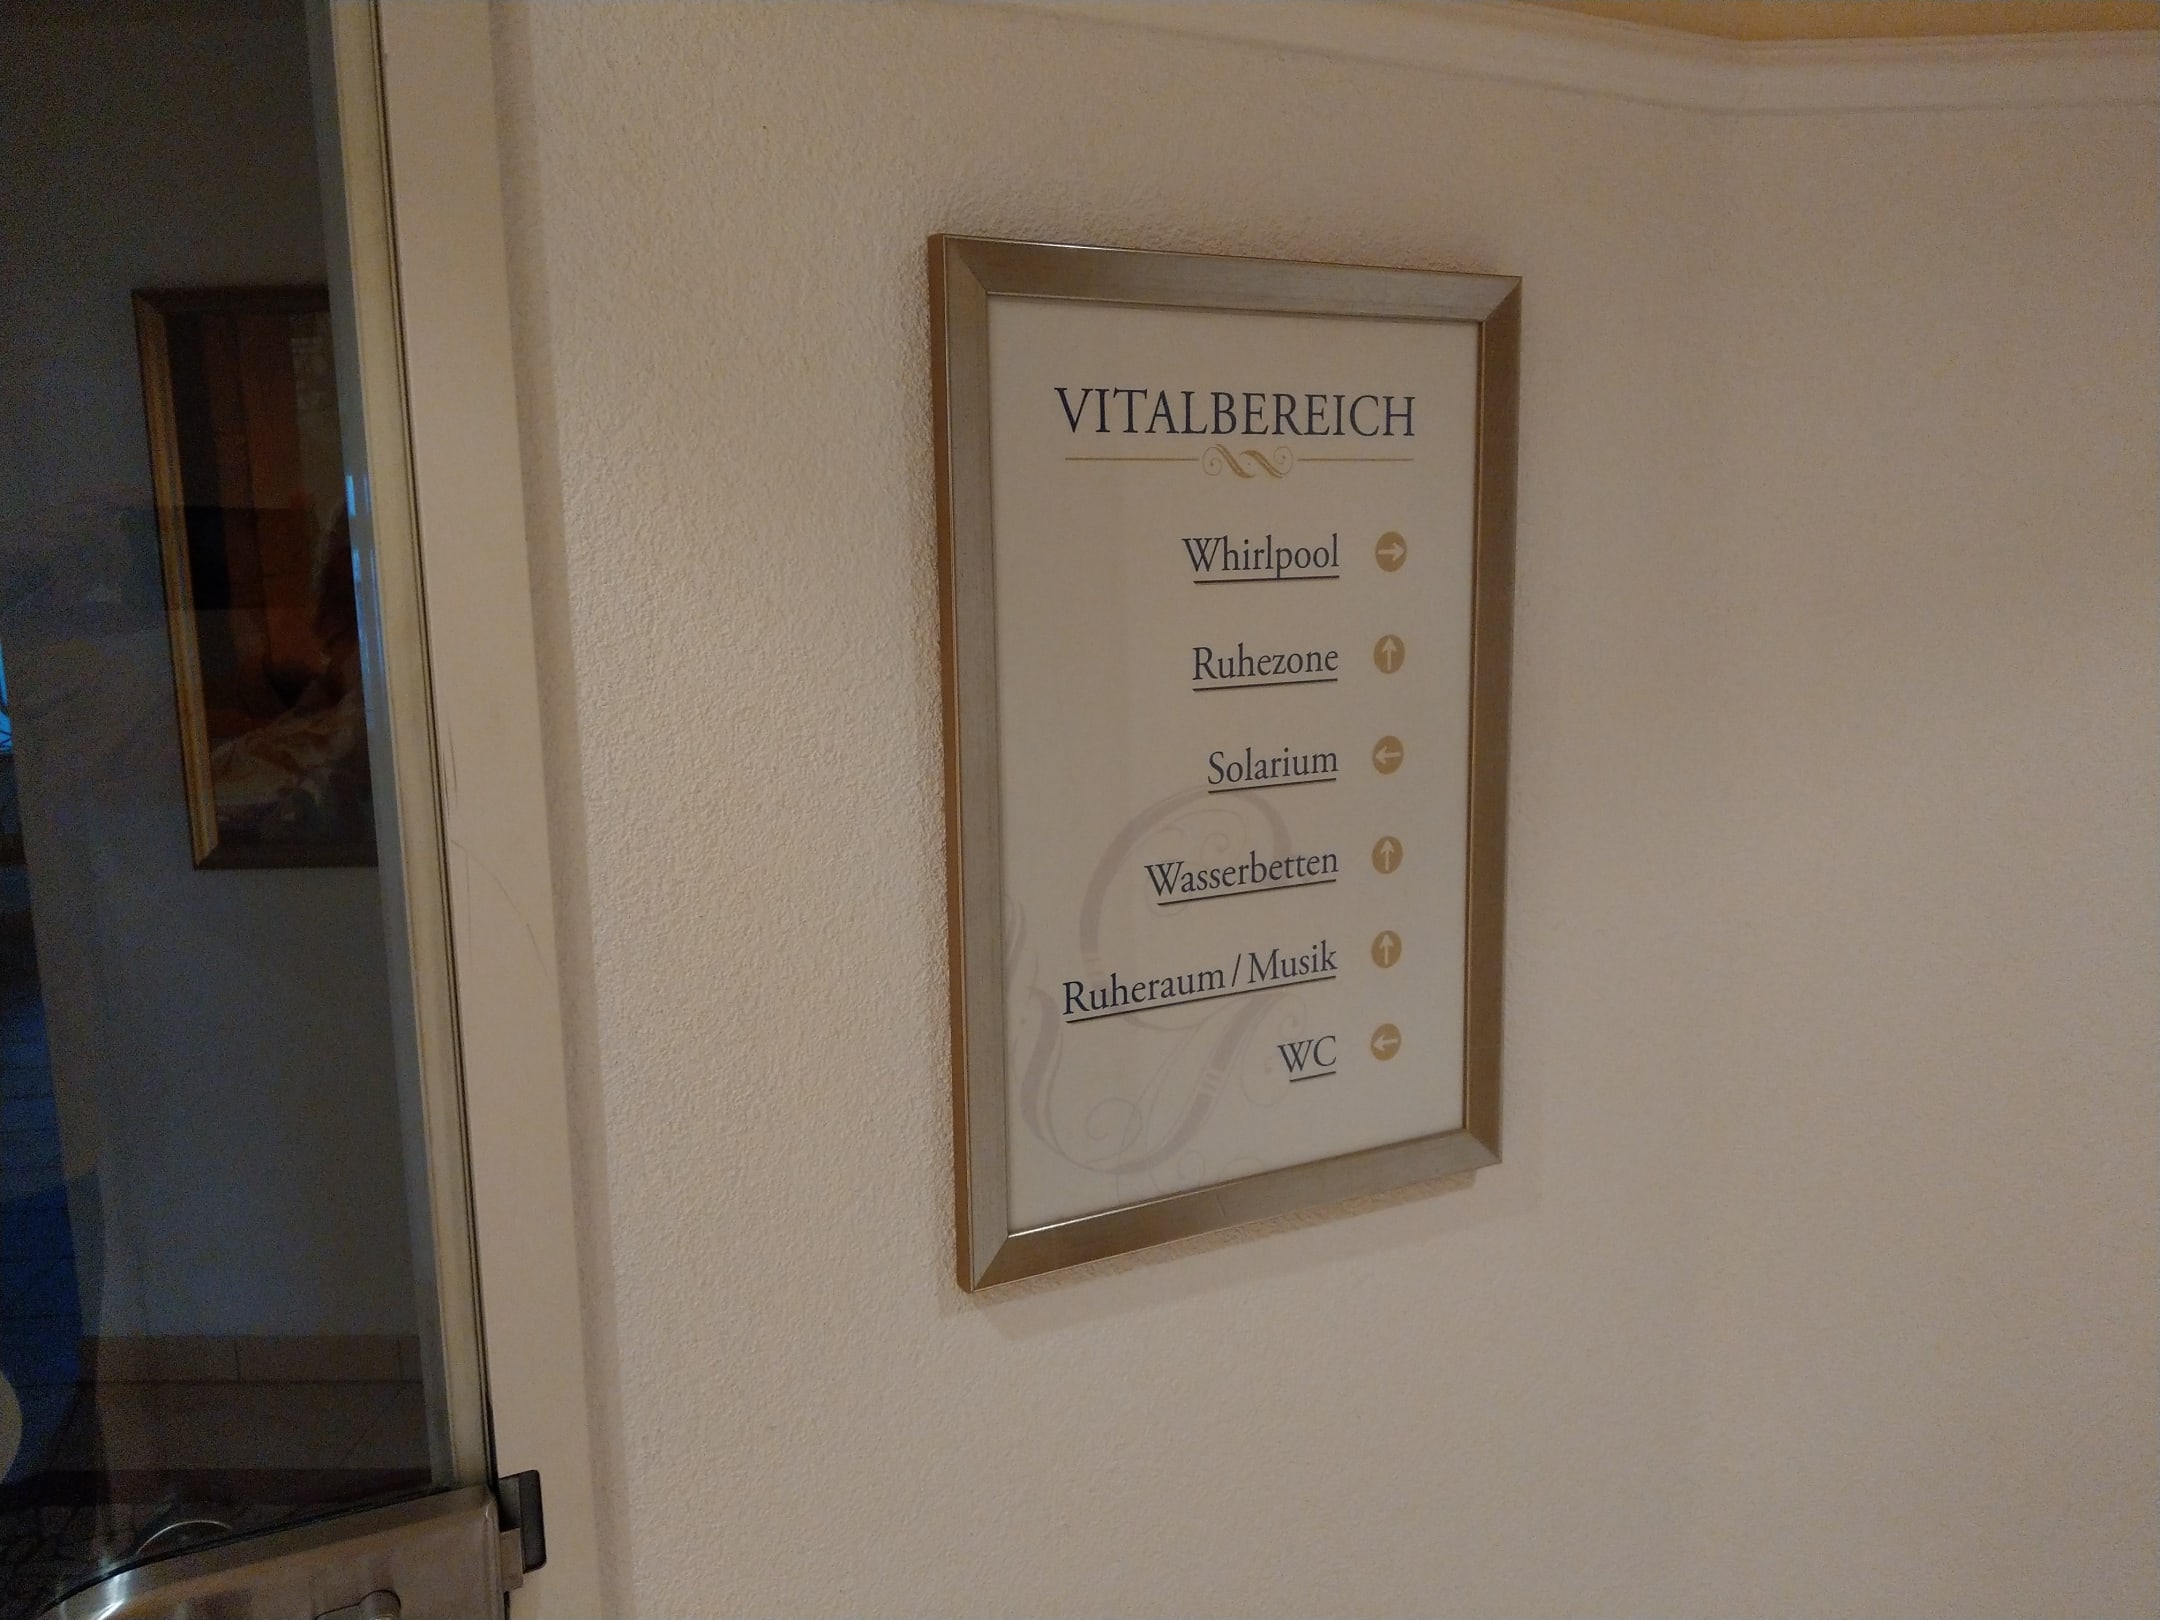 VITALBEREICH
Whirlpool
Ruhezone
Solarium
Wasserbetten
Ruheraum / Musik
WC